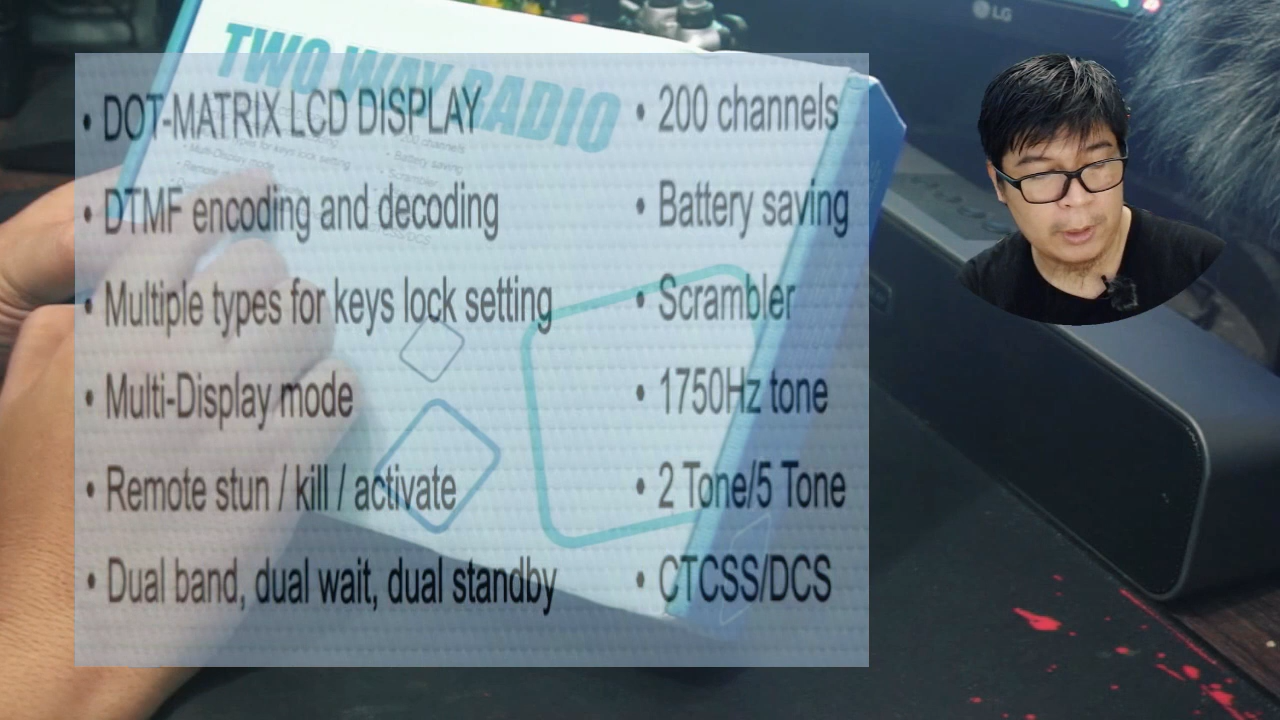 LG
TWO WAY RADIO
• DOT-MATRIX LCD DISPLAY
• DTMF encoding and decoding
• Multiple types for keys lock setting
• Multi-Display mode
• Remote stun / kill / activate
• Dual band, dual wait, dual standby
• 200 channels
• Battery saving
• Scrambler
• 1750Hz tone
• 2 Tone/5 Tone
• CTCSS/DCS